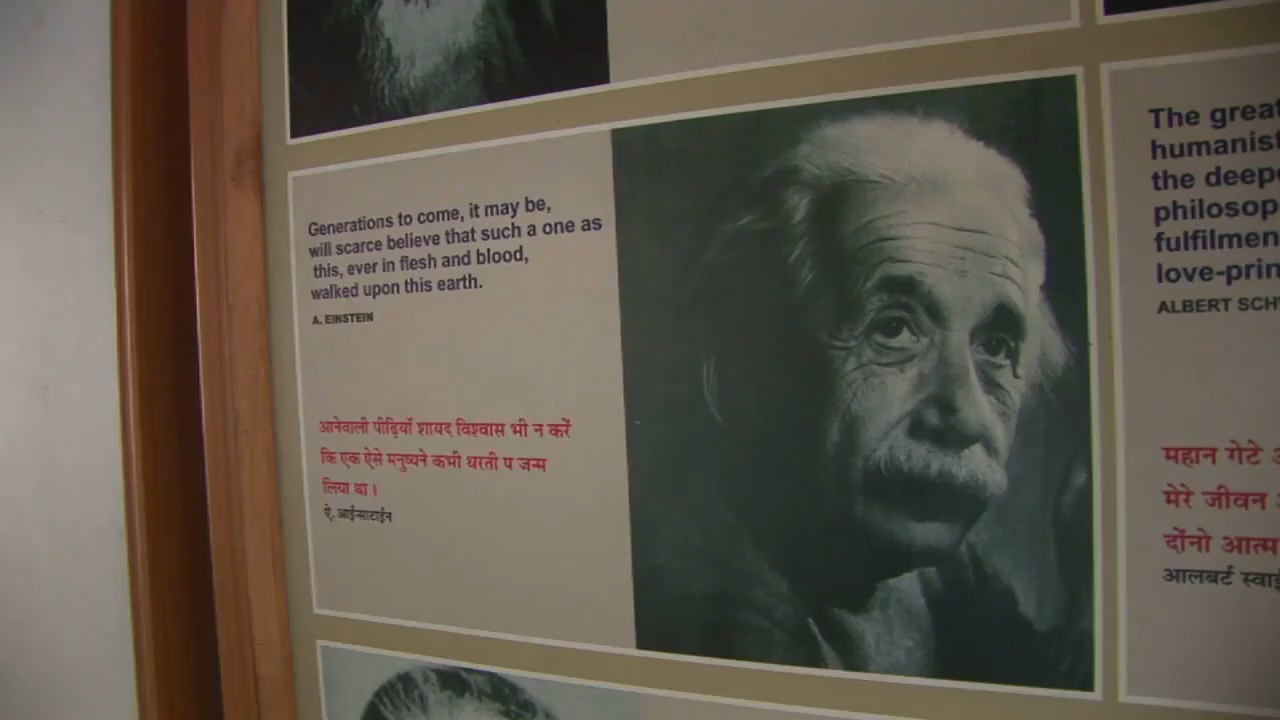 Generations to come, it may be,
will scarce believe that such a one as
this, ever in flesh and blood,
walked upon this earth.
A. EINSTEIN
आनेवाली पीढ़ियाँ शायद विश्वास भी न करें
कि एक ऐसे मनुष्यने कभी धरती प जन्म
लिया था।
ऐ. आईन्साटाईन
The great
humanist
the deepe
philosop
fulfilmen
love-prin
ALBERT SCHW
महान गेटे
मेरे जीवन
दोंनो आत्म
आलबर्ट स्वाई